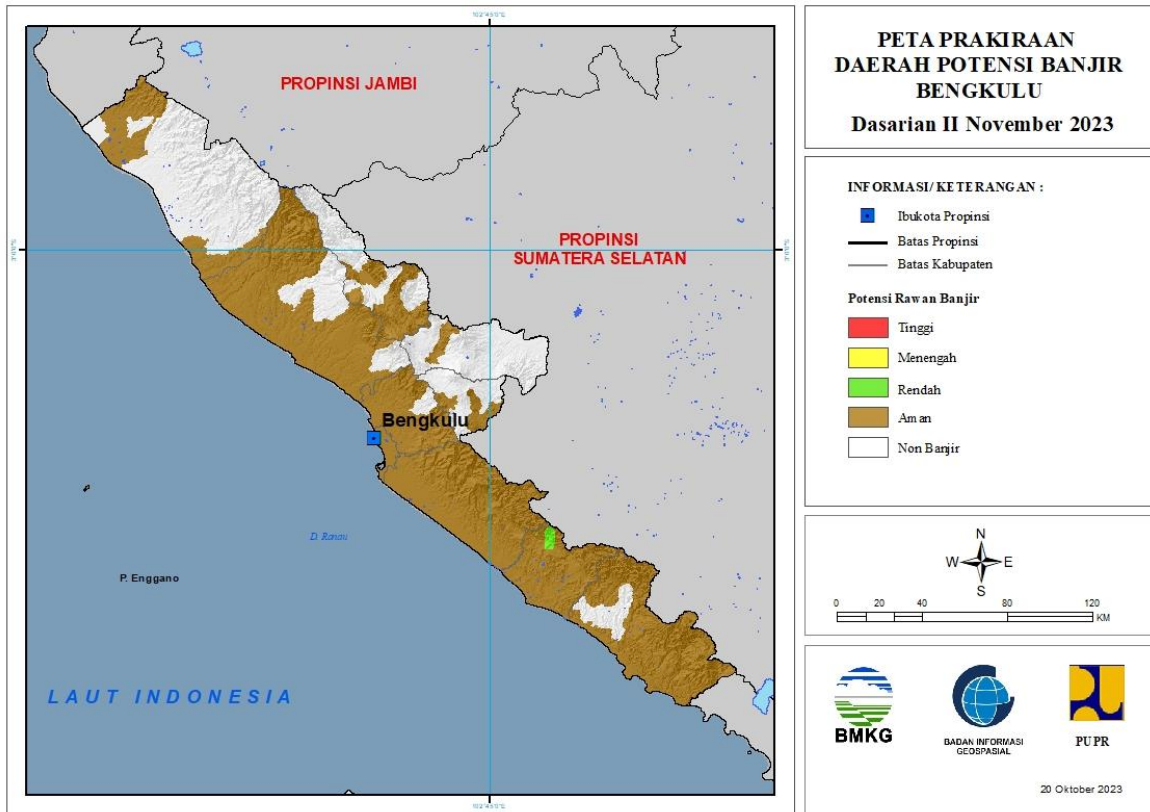 PETA PRAKIRAAN
DAERAH POTENSI BANJIR
BENGKULU
Dasarian II November 2023
PROPINSI JAMBI
PROPINSI
SUMATERA SELATAN
Bengkulu
D. Ranau
P. Enggano
LAUT INDONESIA
INFORMASI/ KETERANGAN :
Ibukota Propinsi
Batas Propinsi
Batas Kabupaten
Potensi Rawan Banjir
Tinggi
Menengah
Rendah
Aman
Non Banjir
N
W E
S
0 20 40 80 120
KM
BMKG
BADAN INFORMASI
GEOSPASIAL
PUPR
20 Oktober 2023